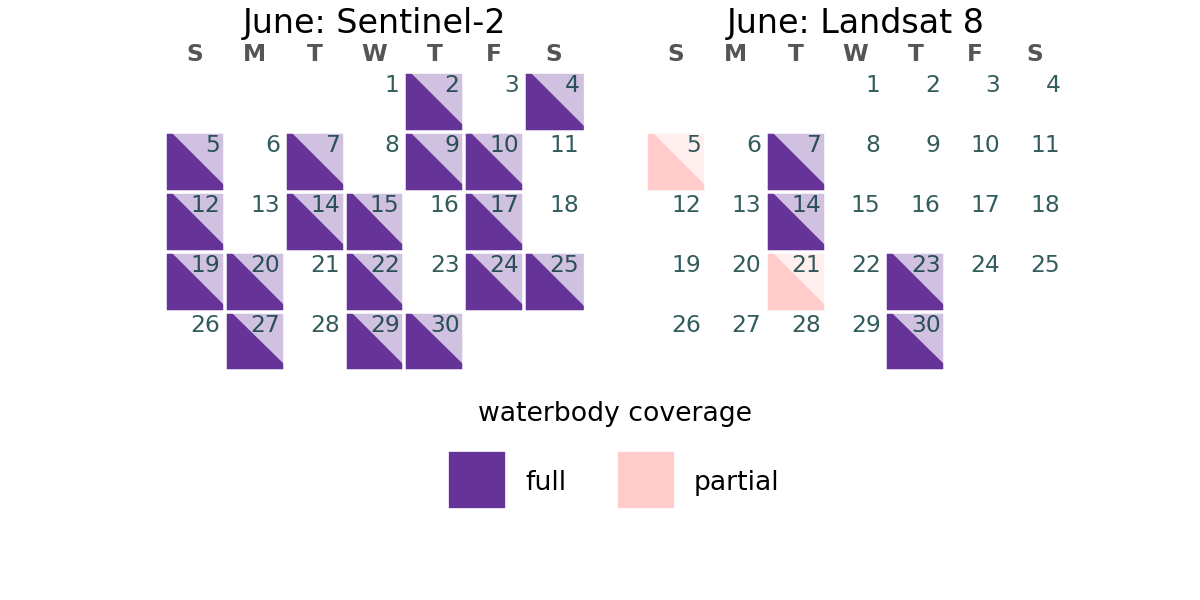 June: Sentinel-2
S M T W T F S
1 2 3 4
5 6 7 8 9 10 11
12 13 14 15 16 17 18
19 20 21 22 23 24 25
26 27 28 29 30
June: Landsat 8
S M T W T F S
1 2 3 4
5 6 7 8 9 10 11
12 13 14 15 16 17 18
19 20 21 22 23 24 25
26 27 28 29 30
waterbody coverage
full partial